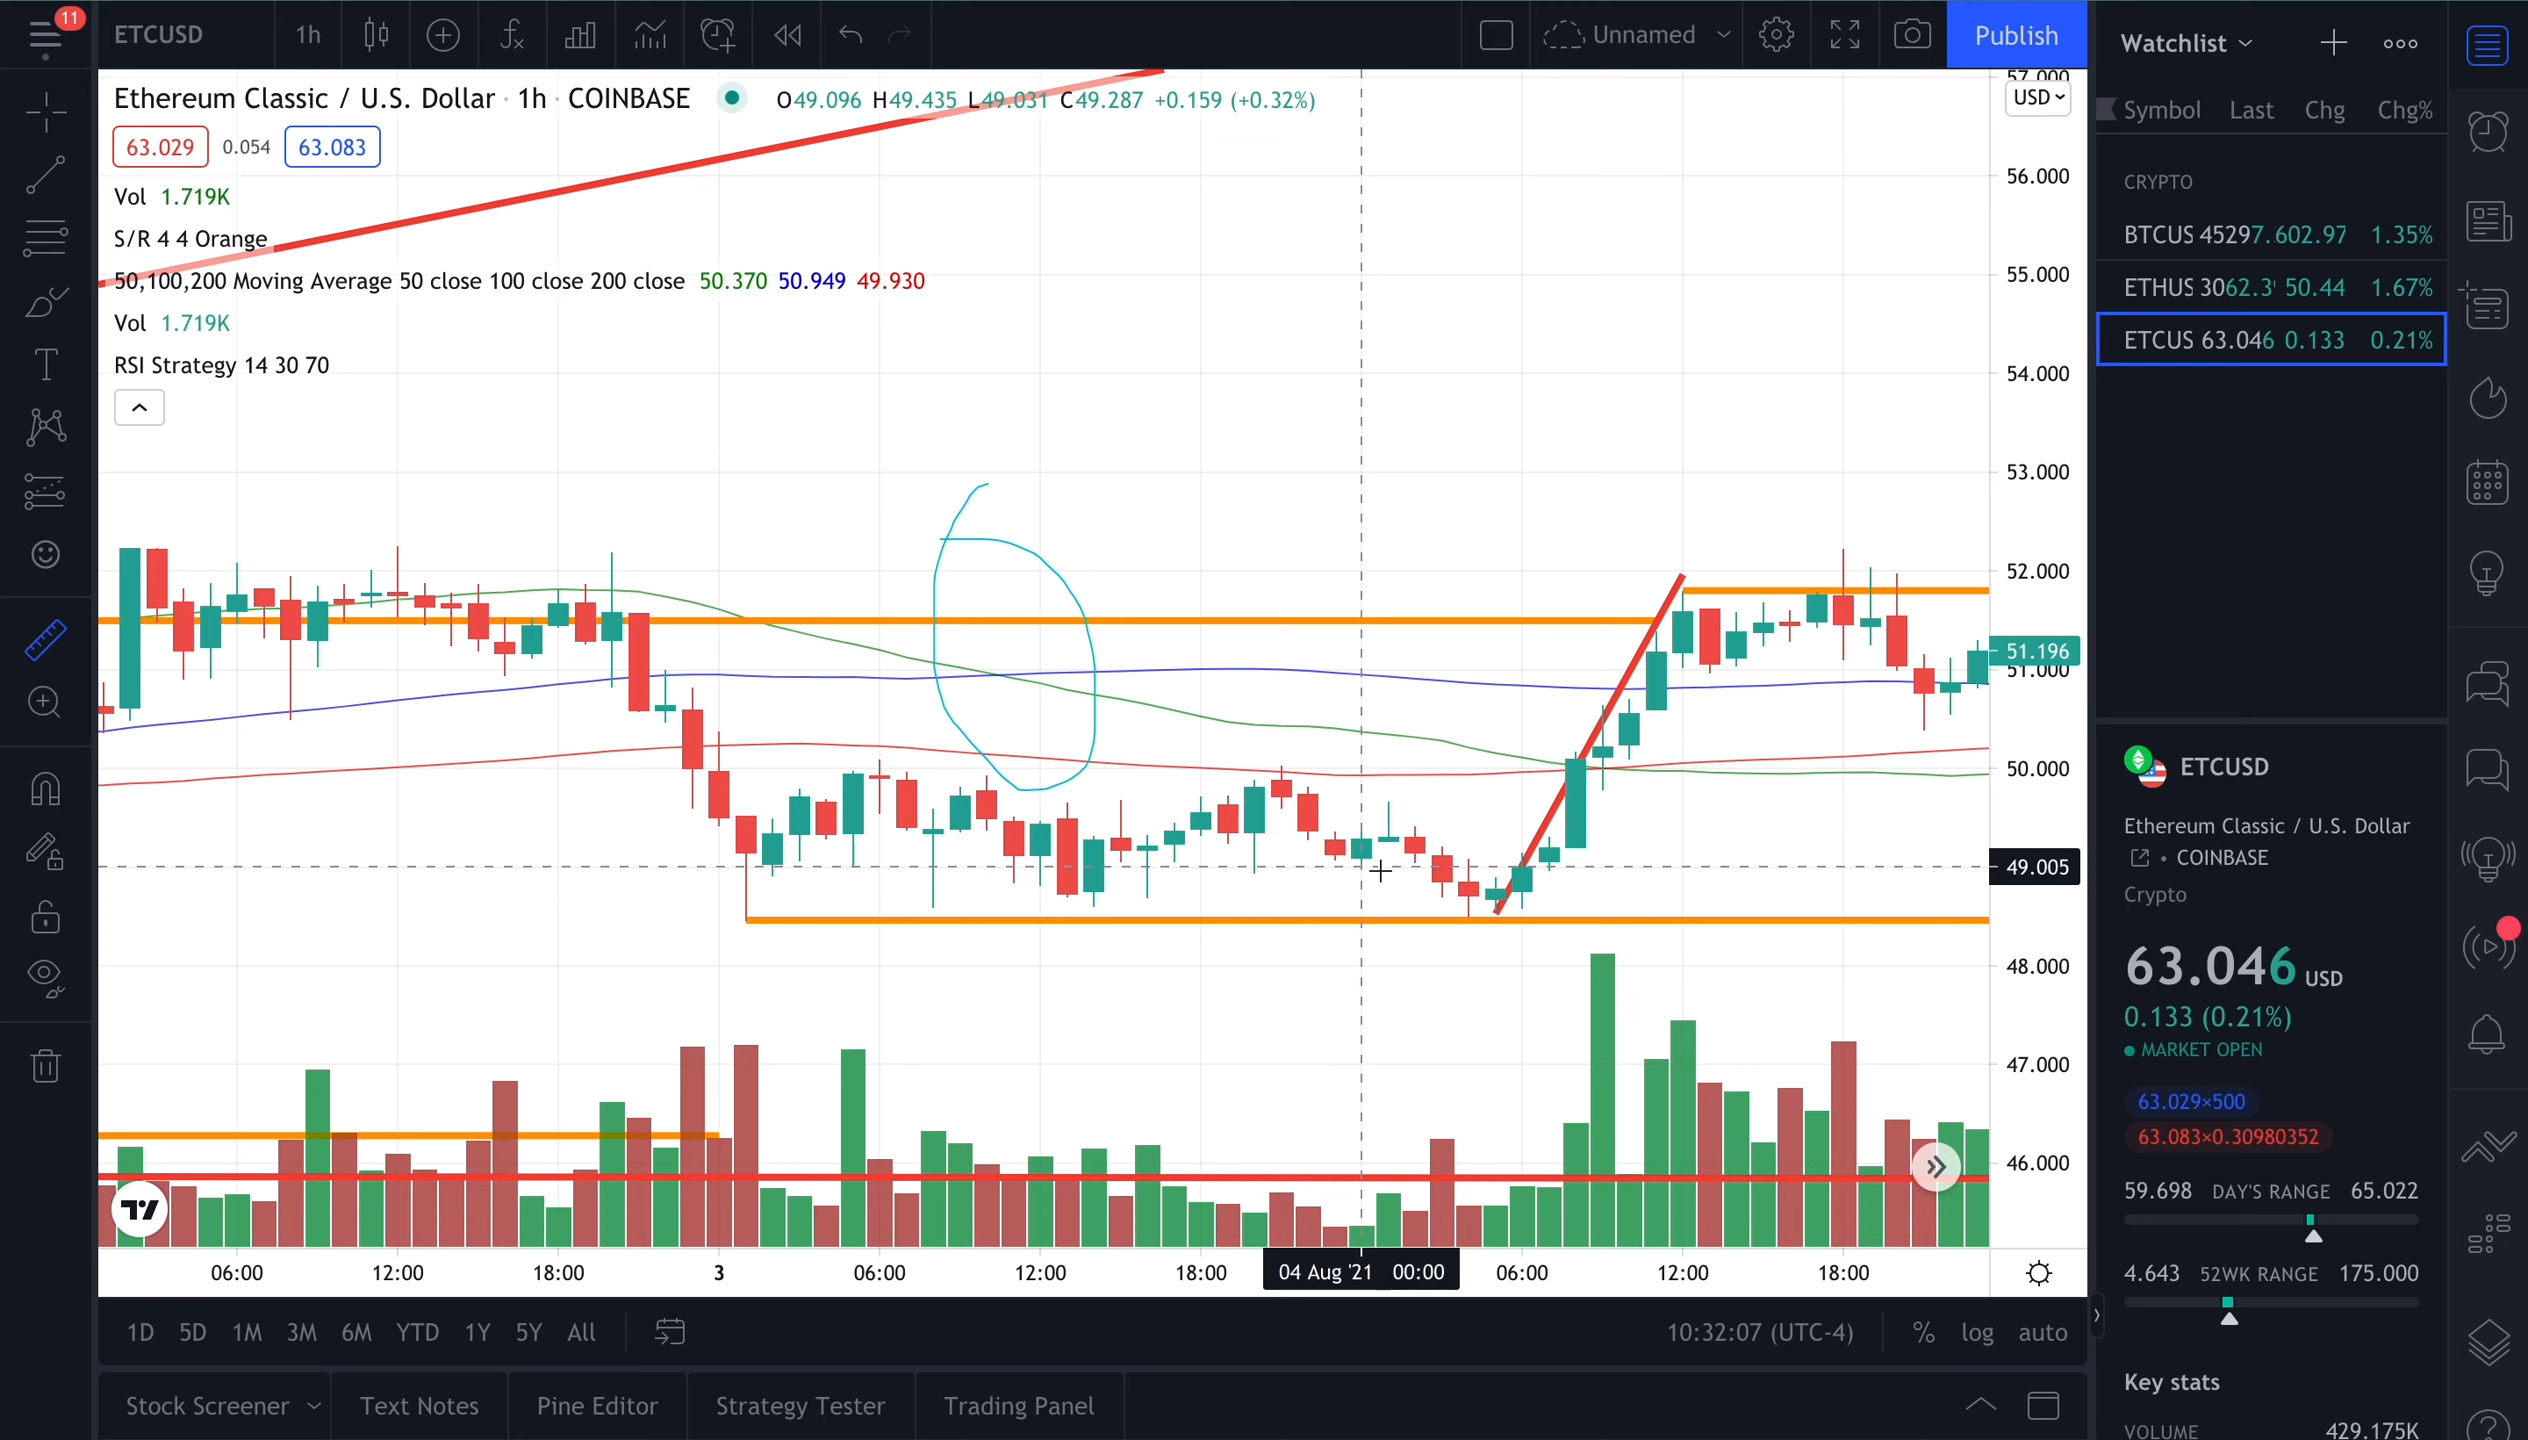 11
ETCUSD 1h Unnamed Publish
Watchlist
Ethereum Classic / U.S. Dollar · 1h · COINBASE O49.096 H49.435 L49.031 C49.287 +0.159 (+0.32%)
63.029 0.054 63.083
Vol 1.719K
S/R 4 4 Orange
50,100,200 Moving Average 50 close 100 close 200 close 50.370 50.949 49.930
Vol 1.719K
RSI Strategy 14 30 70
57.000
USD
56.000
55.000
54.000
53.000
52.000
51.196
51.000
50.000
49.005
48.000
47.000
46.000
06:00 12:00 18:00 3 06:00 12:00 18:00 04 Aug '21 00:00 06:00 12:00 18:00
1D 5D 1M 3M 6M YTD 1Y 5Y All 10:32:07 (UTC-4) % log auto
Stock Screener Text Notes Pine Editor Strategy Tester Trading Panel
Symbol Last Chg Chg%
CRYPTO
BTCUS 45297.602.97 1.35%
ETHUS 3062.3 50.44 1.67%
ETCUS 63.046 0.133 0.21%
ETCUSD
Ethereum Classic / U.S. Dollar
• COINBASE
Crypto
63.046 USD
0.133 (0.21%)
MARKET OPEN
63.029×500
63.083×0.30980352
59.698 DAY'S RANGE 65.022
4.643 52WK RANGE 175.000
Key stats
VOLUME 429.175K